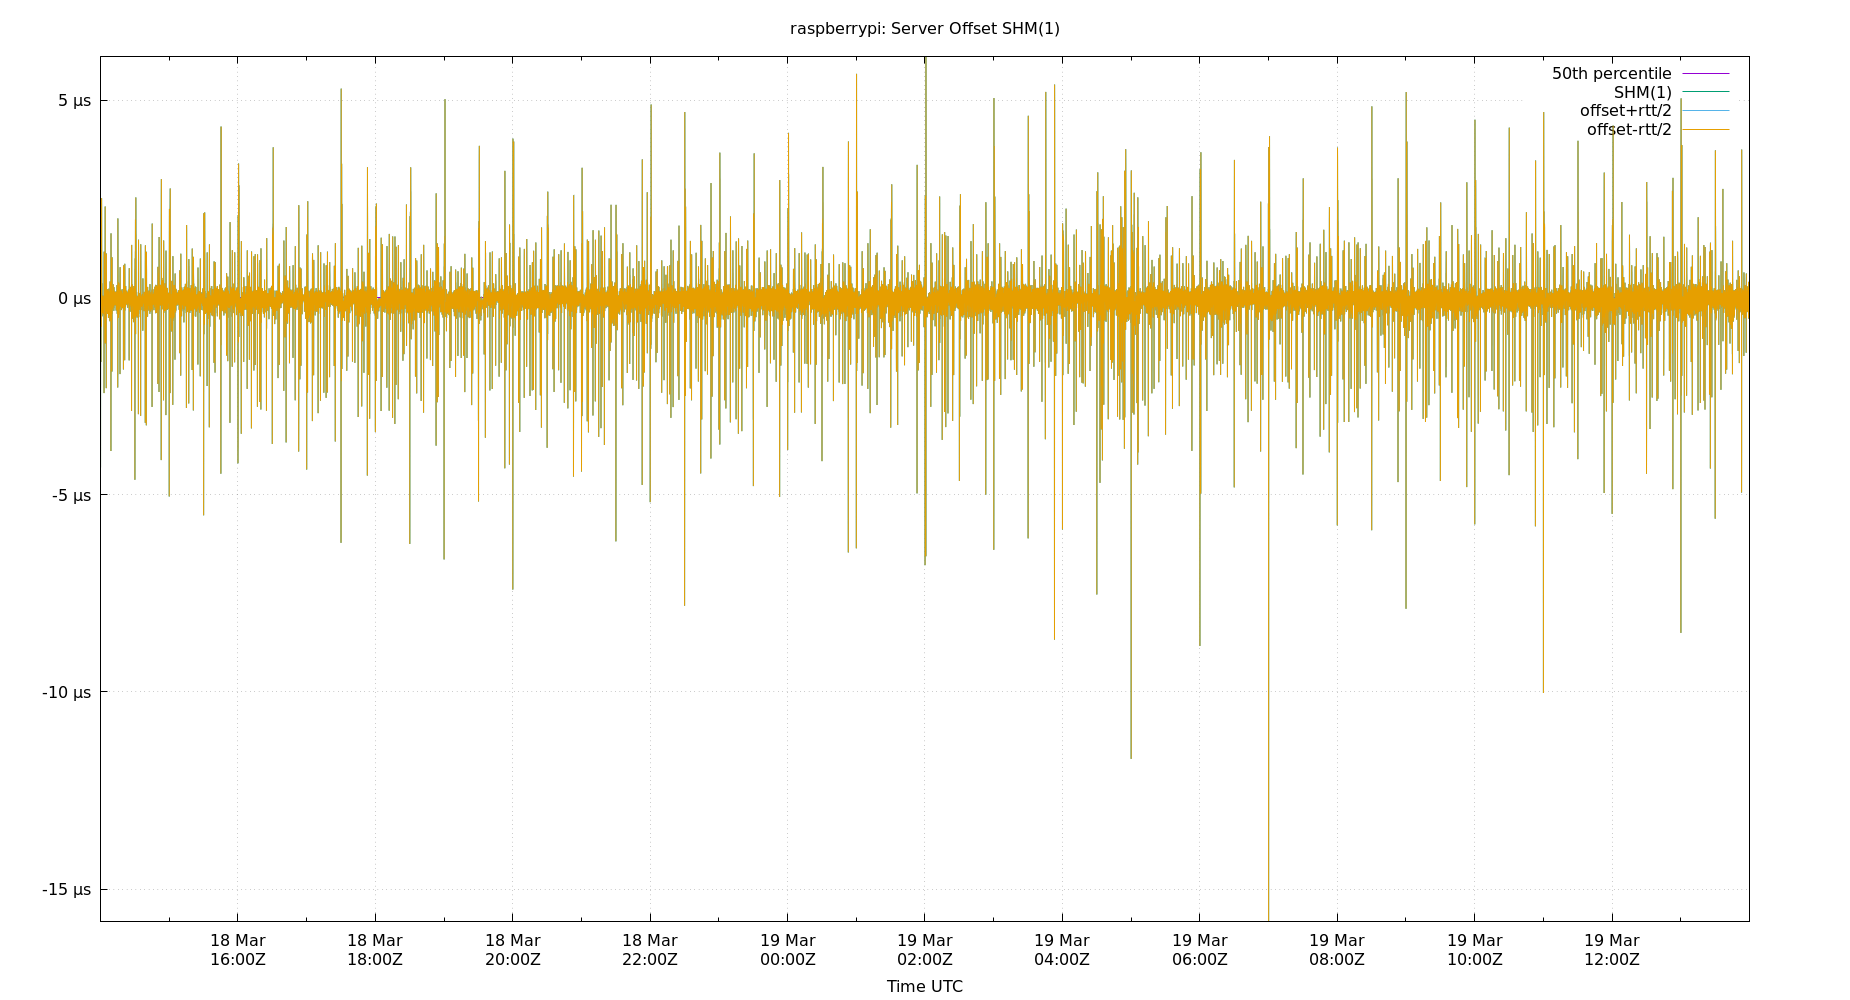 raspberrypi: Server Offset SHM(1)
50th percentile
SHM(1)
offset+rtt/2
offset-rtt/2
5 µs
0 µs
-5 µs
-10 µs
-15 µs
18 Mar 18 Mar 18 Mar 18 Mar 19 Mar 19 Mar 19 Mar 19 Mar 19 Mar 19 Mar 19 Mar
16:00Z 18:00Z 20:00Z 22:00Z 00:00Z 02:00Z 04:00Z 06:00Z 08:00Z 10:00Z 12:00Z
Time UTC